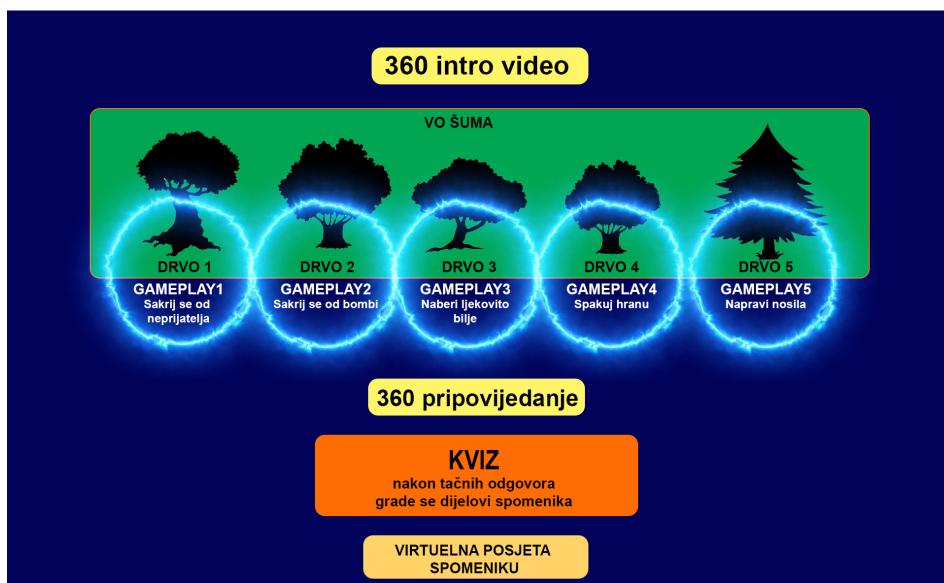 360 intro video
VO ŠUMA
DRVO 1
DRVO 2
DRVO 3
DRVO 4
DRVO 5
GAMEPLAY1
Sakrij se od
neprijatelja
GAMEPLAY2
Sakrij se od bombi
GAMEPLAY3
Naberi ljekovito
bilje
GAMEPLAY4
Spakuj hranu
GAMEPLAY5
Napravi nosila
360 pripovijedanje
KVIZ
nakon tačnih odgovora
grade se dijelovi spomenika
VIRTUELNA POSJETA
SPOMENIKU